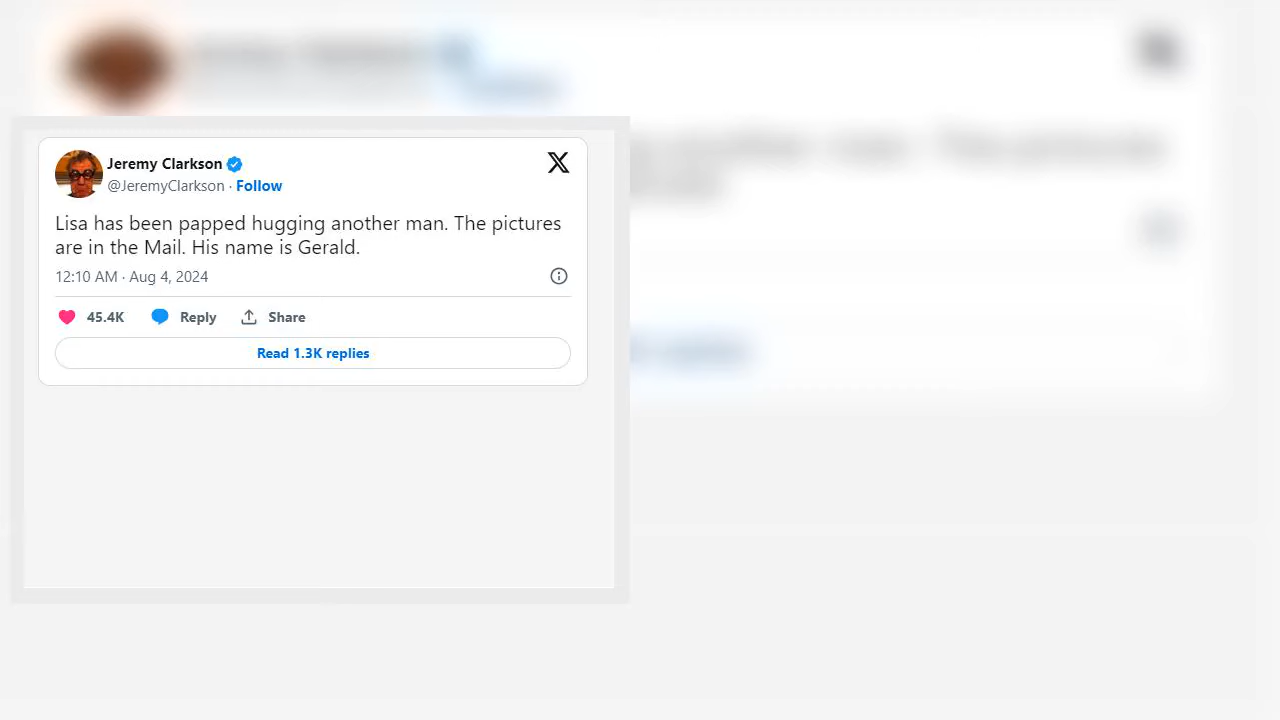 Jeremy Clarkson
@JeremyClarkson · Follow
Lisa has been papped hugging another man. The pictures
are in the Mail. His name is Gerald.
12:10 AM · Aug 4, 2024
45.4K Reply Share
Read 1.3K replies